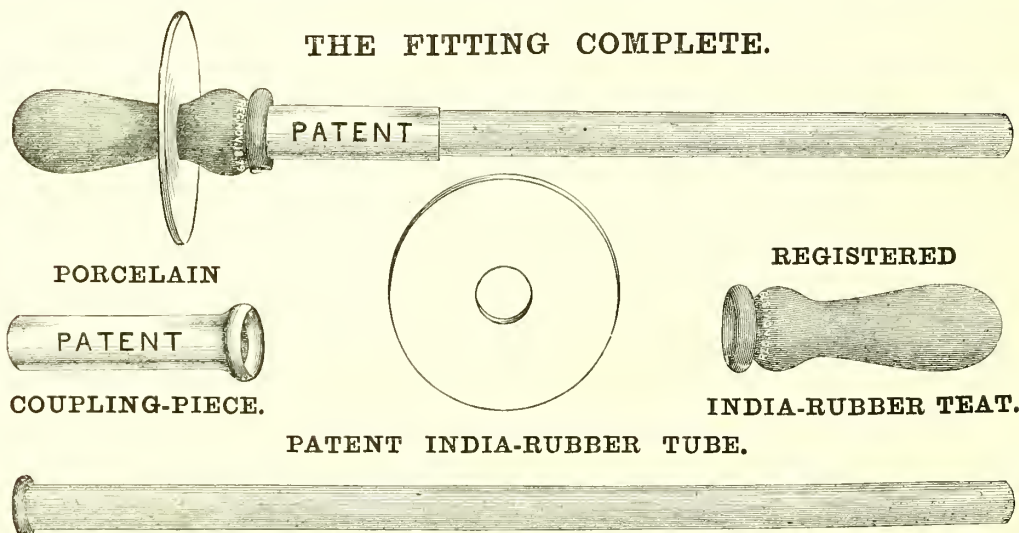 THE FITTING COMPLETE.
PATENT
PORCELAIN
REGISTERED
PATENT
COUPLING-PIECE.
INDIA-RUBBER TEAT.
PATENT INDIA-RUBBER TUBE.